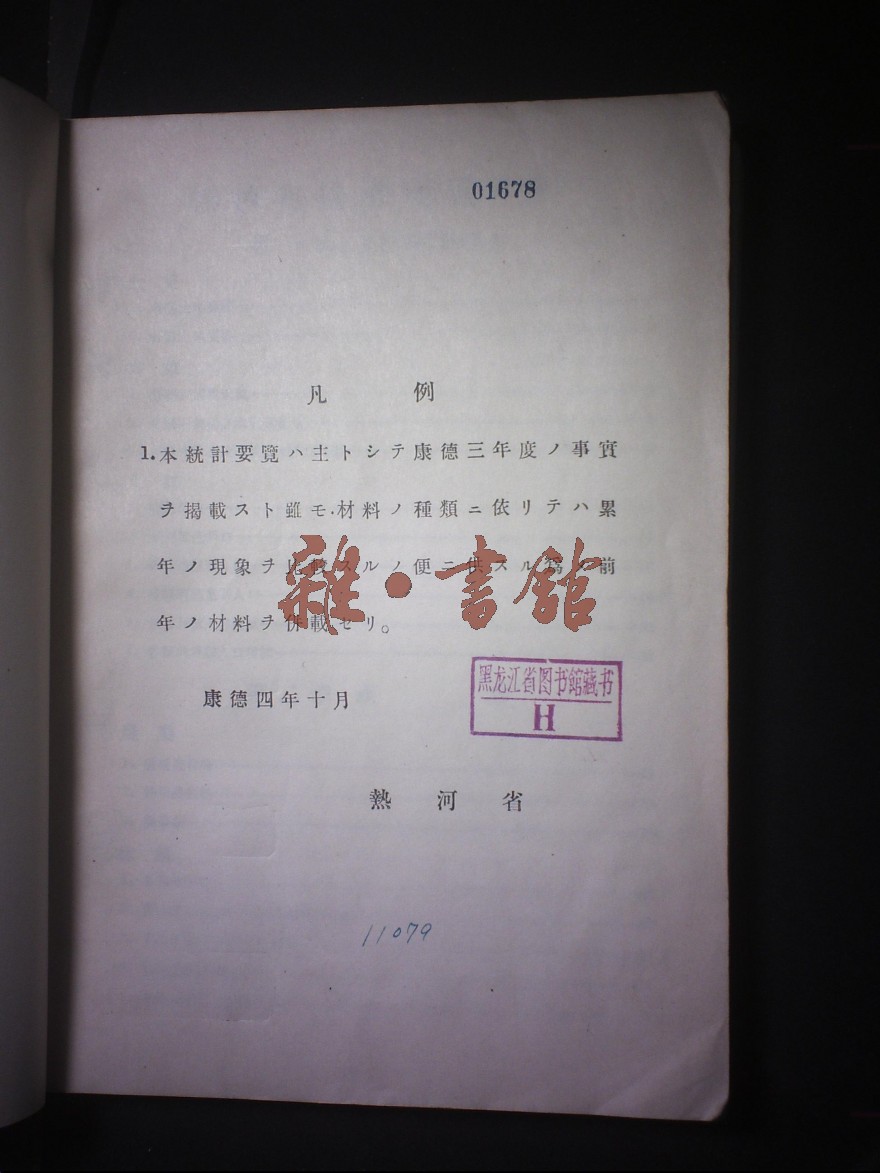 01678
凡 例
1.本統計要覽ハ主トシテ康德三年度ノ事實
ヲ揭載スト雖モ.材料ノ種類ニ依リテハ累
年ノ現象ヲ比較スルノ便ニ供スル爲メ前
年ノ材料ヲ併載セリ。
雜·書館
康德四年十月
黑龙江省图书館藏书
H
熱河省
11079